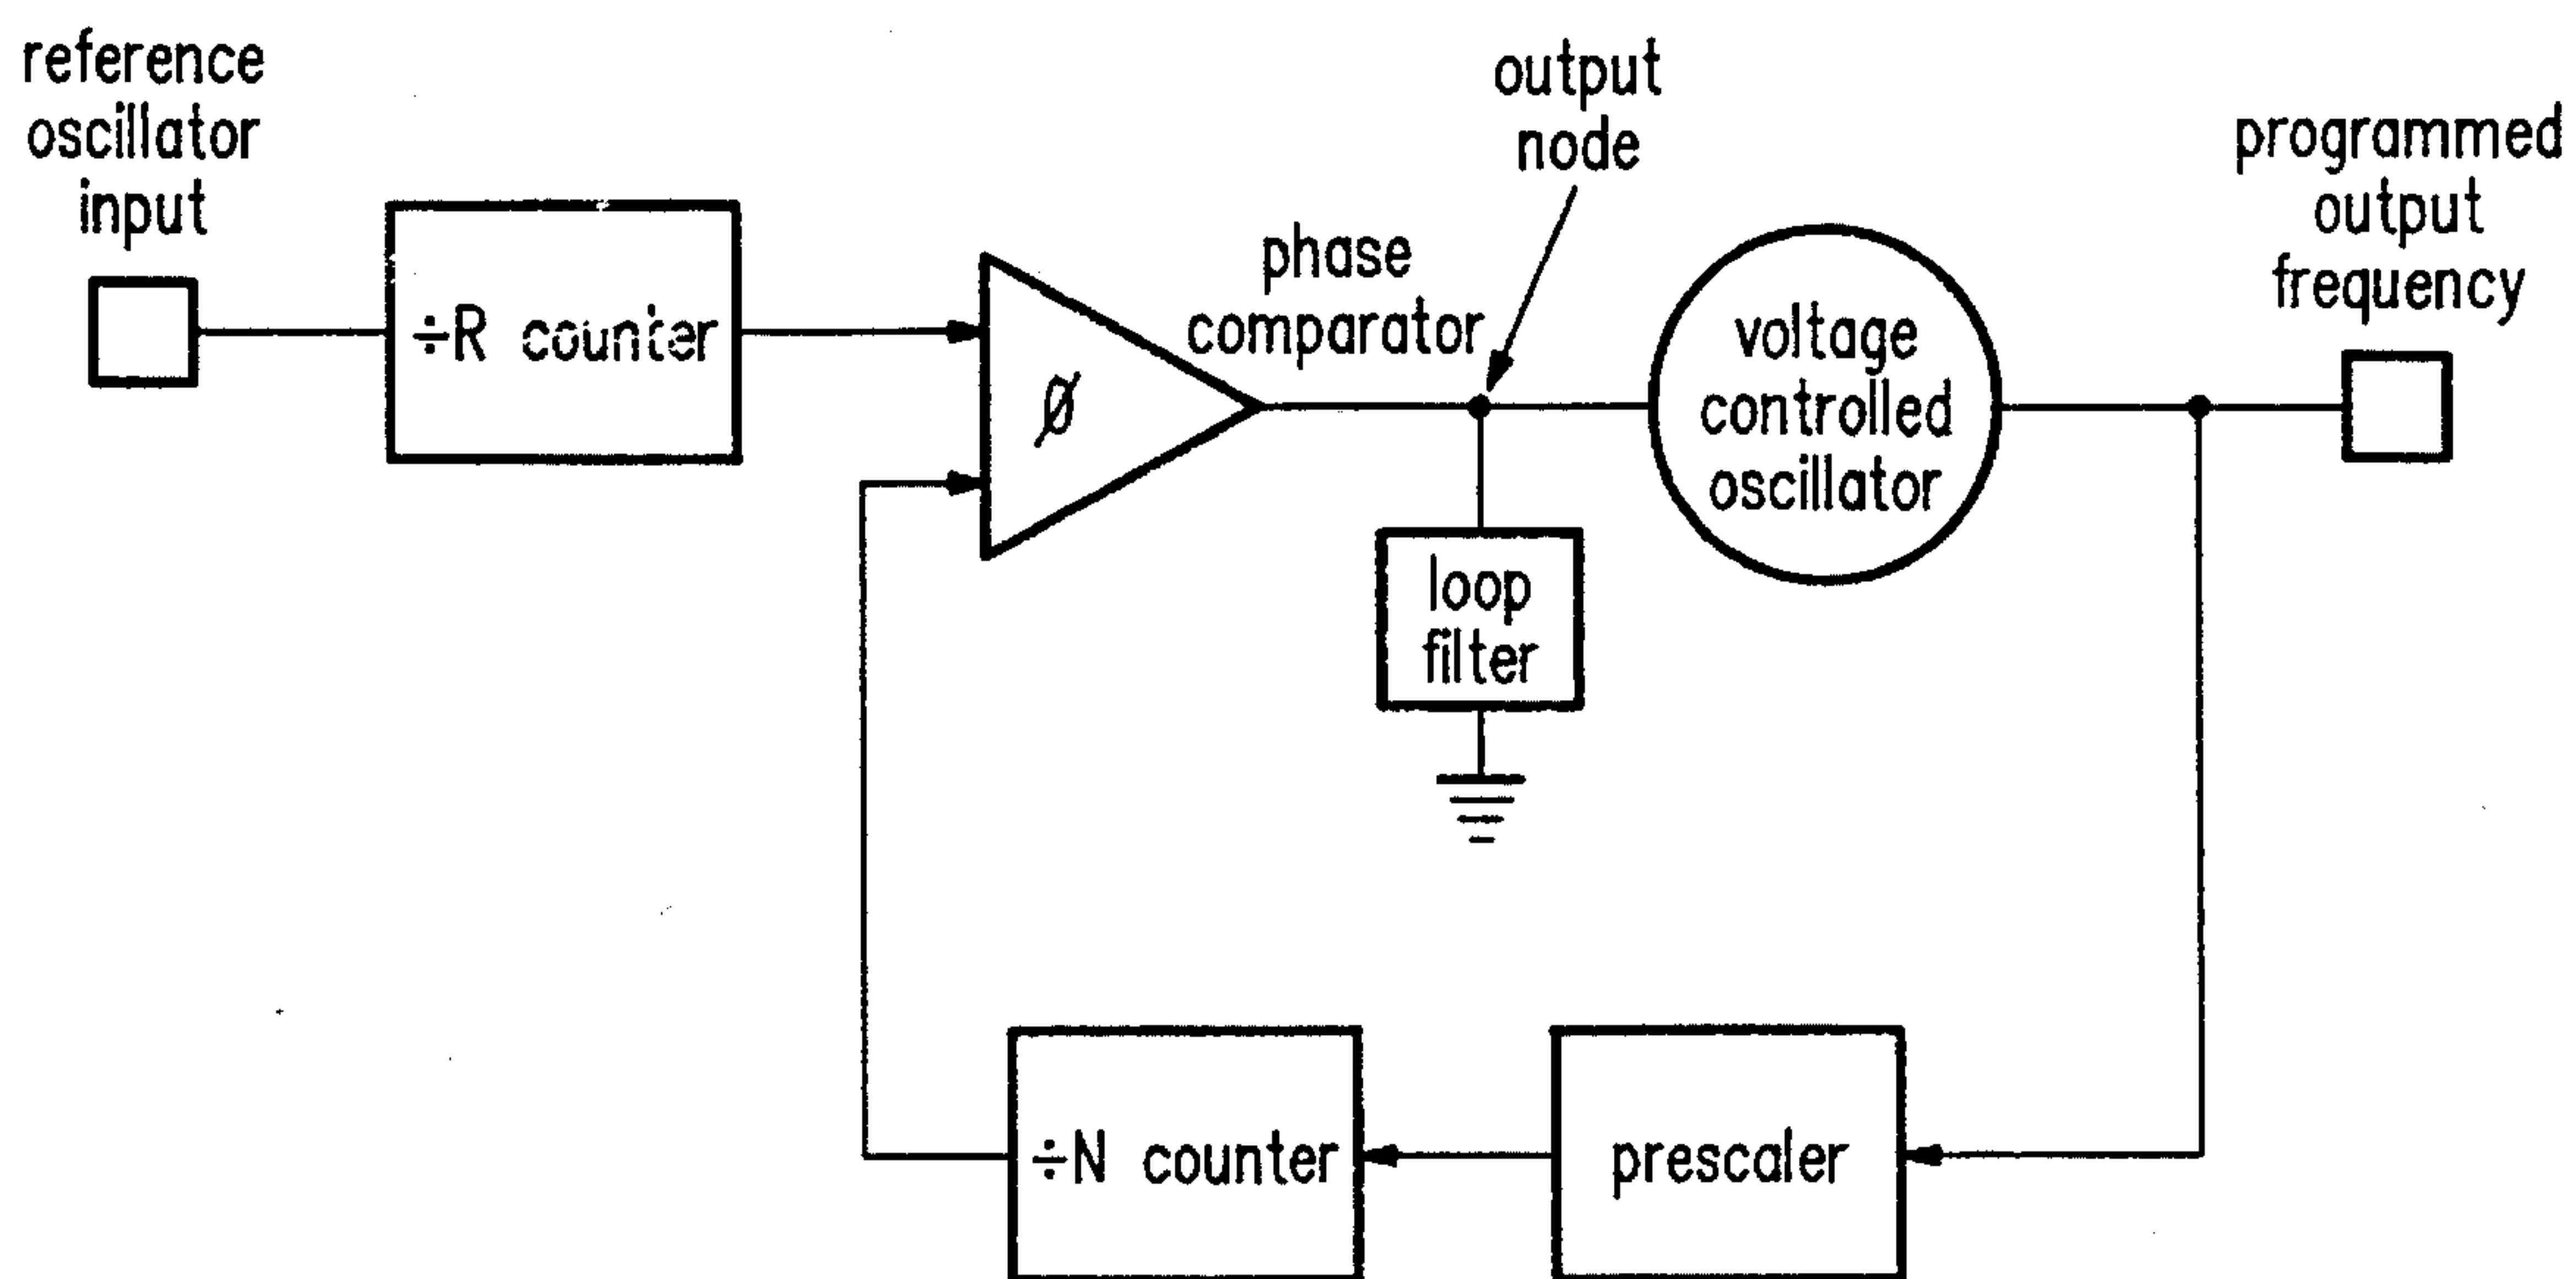 reference
oscillator
input
÷R counter
Ø
phase
comparator
output
node
voltage
controlled
oscillator
programmed
output
frequency
loop
filter
÷N counter
prescaler